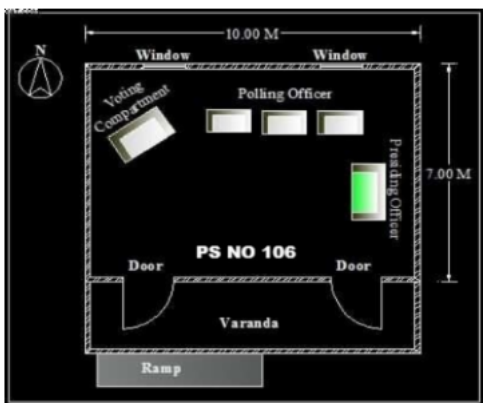 10.00 M
N
Window
Window
Voting
Compartment
Polling Officer
Presiding Officer
7.00 M
PS NO 106
Door
Door
Varanda
Ramp